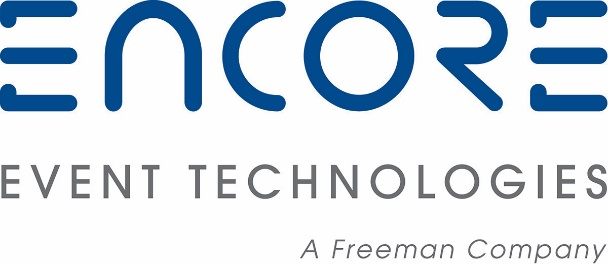 ENCORE
EVENT TECHNOLOGIES
A Freeman Company